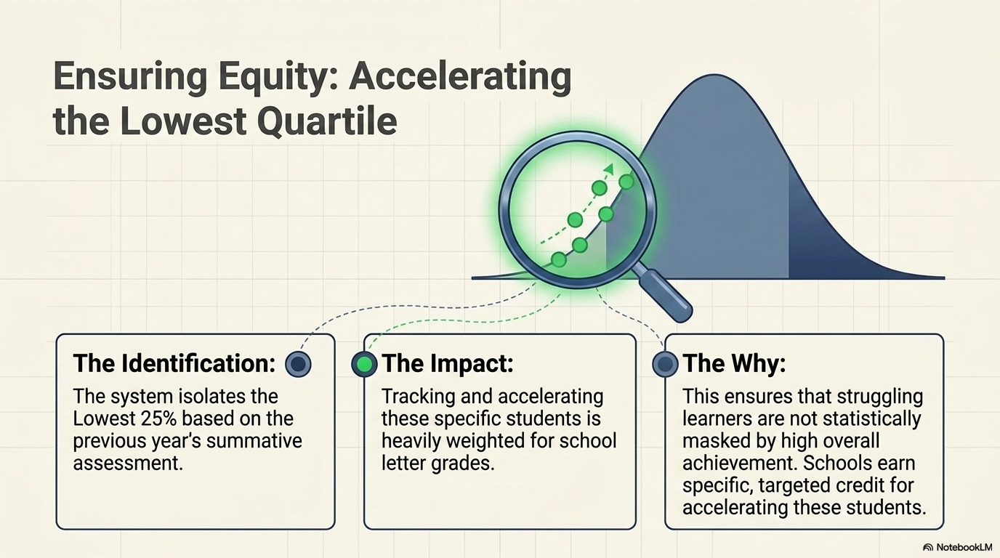 Ensuring Equity: Accelerating
the Lowest Quartile
The Identification:
The system isolates the
Lowest 25% based on the
previous year's summative
assessment.
The Impact:
Tracking and accelerating
these specific students is
heavily weighted for school
letter grades.
The Why:
This ensures that struggling
learners are not statistically
masked by high overall
achievement. Schools earn
specific, targeted credit for
accelerating these students.
NotebookLM